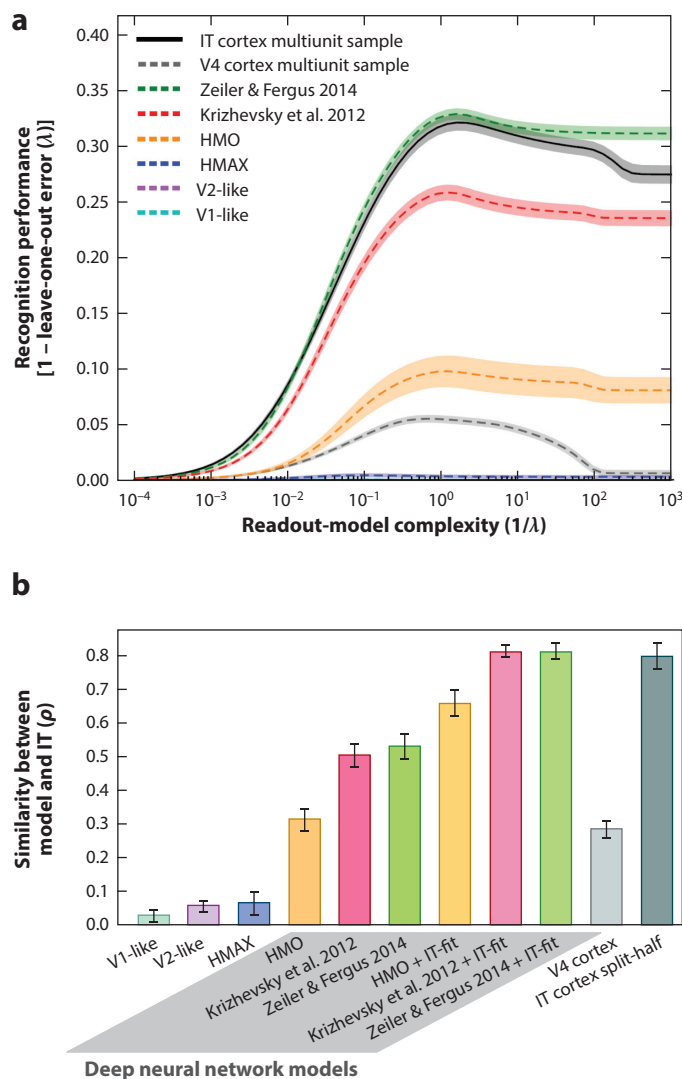 a
Recognition performance
[1 – leave-one-out error (λ)]
0.40
0.35
0.30
0.25
0.20
0.15
0.10
0.05
0.00
IT cortex multiunit sample
V4 cortex multiunit sample
Zeiler & Fergus 2014
Krizhevsky et al. 2012
HMO
HMAX
V2-like
V1-like
10⁻⁴ 10⁻³ 10⁻² 10⁻¹ 10⁰ 10¹ 10² 10³
Readout-model complexity (1/λ)
b
Similarity between
model and IT (ρ)
0.8
0.7
0.6
0.5
0.4
0.3
0.2
0.1
0.0
V1-like
V2-like
HMAX
HMO
Krizhevsky et al. 2012
Zeiler & Fergus 2014
HMO + IT-fit
Krizhevsky et al. 2012 + IT-fit
Zeiler & Fergus 2014 + IT-fit
V4 cortex
IT cortex split-half
Deep neural network models